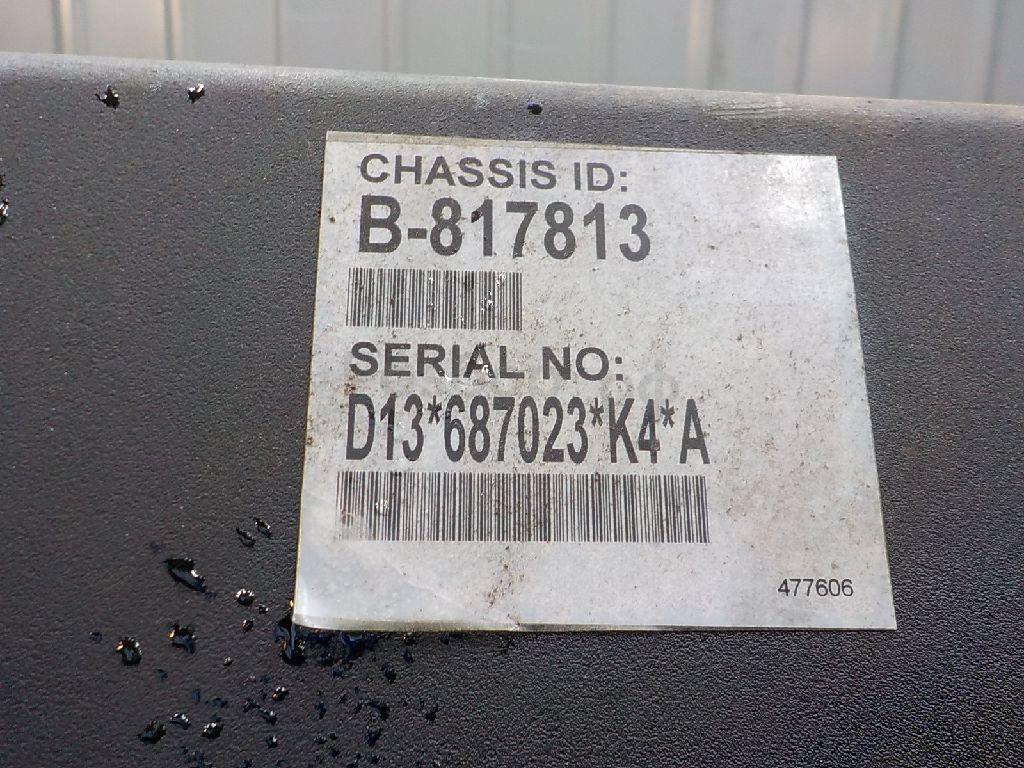 CHASSIS ID:
B-817813
SERIAL NO:
D13*687023*K4*A
477606